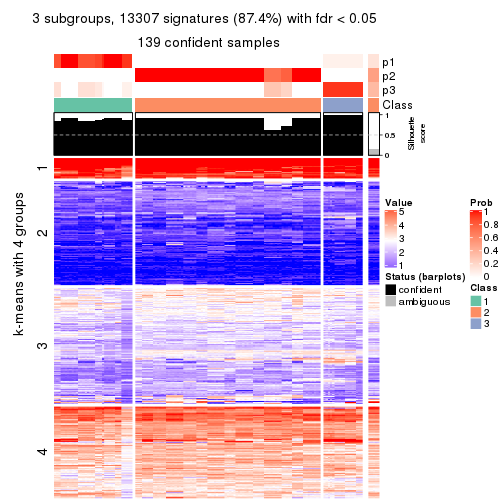 3 subgroups, 13307 signatures (87.4%) with fdr < 0.05
139 confident samples
p1
p2
p3
Class
1
0.5
0
Silhouette
score
k-means with 4 groups
1
2
3
4
Value
5
4
3
2
1
Status (barplots)
confident
ambiguous
Prob
1
0.8
0.6
0.4
0.2
0
Class
1
2
3